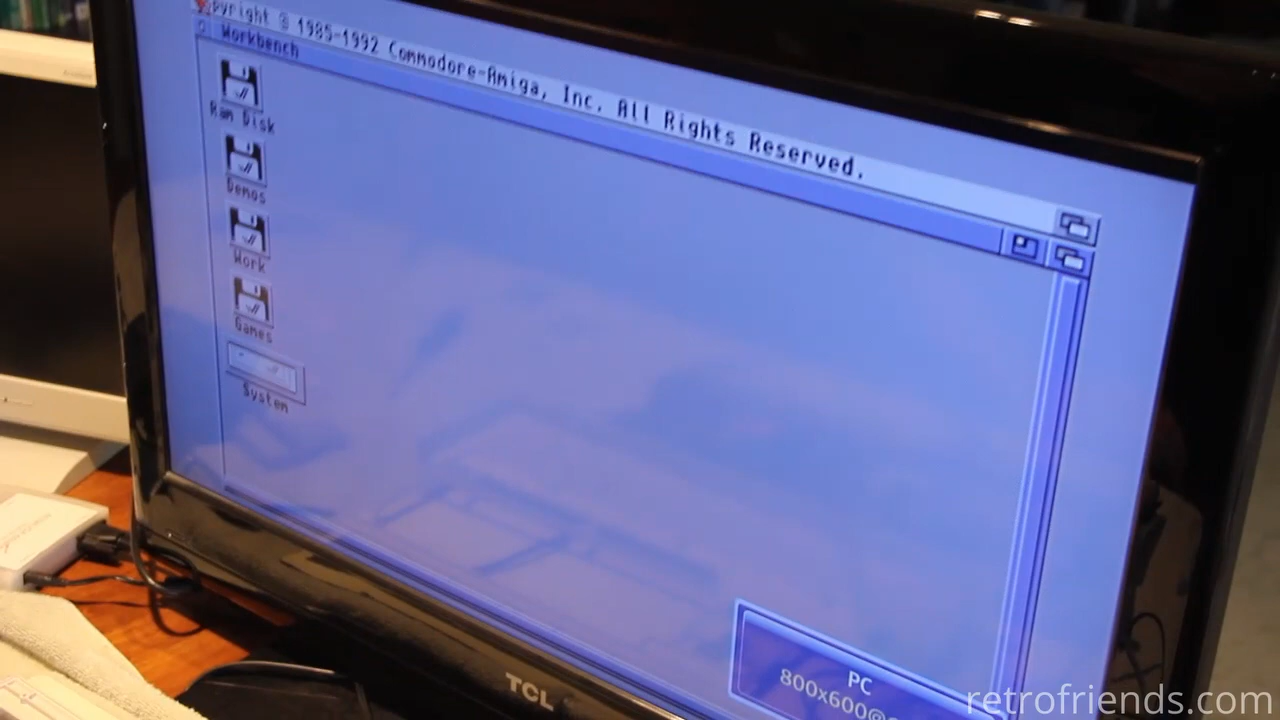 pyright © 1985-1992 Commodore-Amiga, Inc. All Rights Reserved.
Workbench
Ram Disk
Demos
Work
Games
System
PC
800x600@
TCL
retrofriends.com